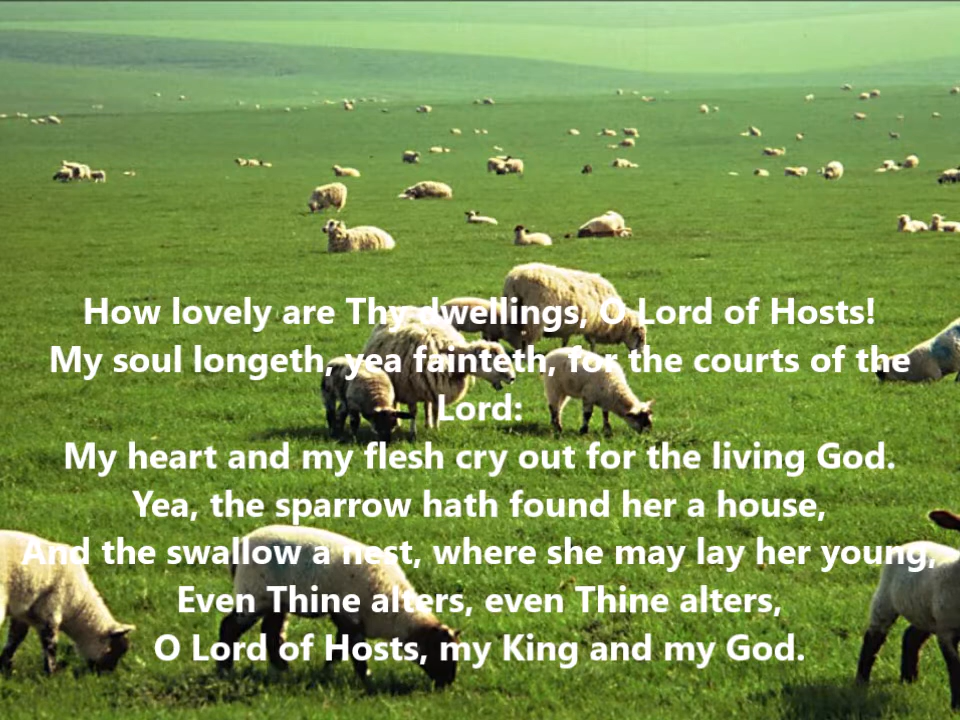 How lovely are Thy dwellings, O Lord of Hosts!
My soul longeth, yea fainteth, for the courts of the
Lord:
My heart and my flesh cry out for the living God.
Yea, the sparrow hath found her a house,
And the swallow a nest, where she may lay her young,
Even Thine alters, even Thine alters,
O Lord of Hosts, my King and my God.